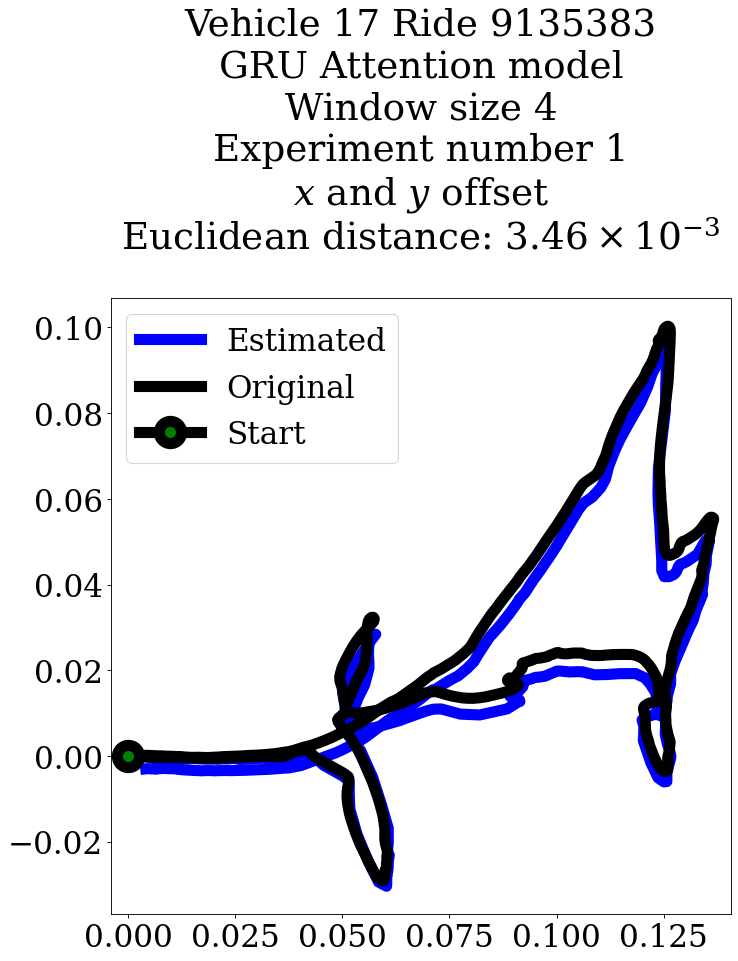 Vehicle 17 Ride 9135383
GRU Attention model
Window size 4
Experiment number 1
x and y offset
Euclidean distance: 3.46 × 10⁻³
Estimated
Original
Start
0.10
0.08
0.06
0.04
0.02
0.00
−0.02
0.000 0.025 0.050 0.075 0.100 0.125